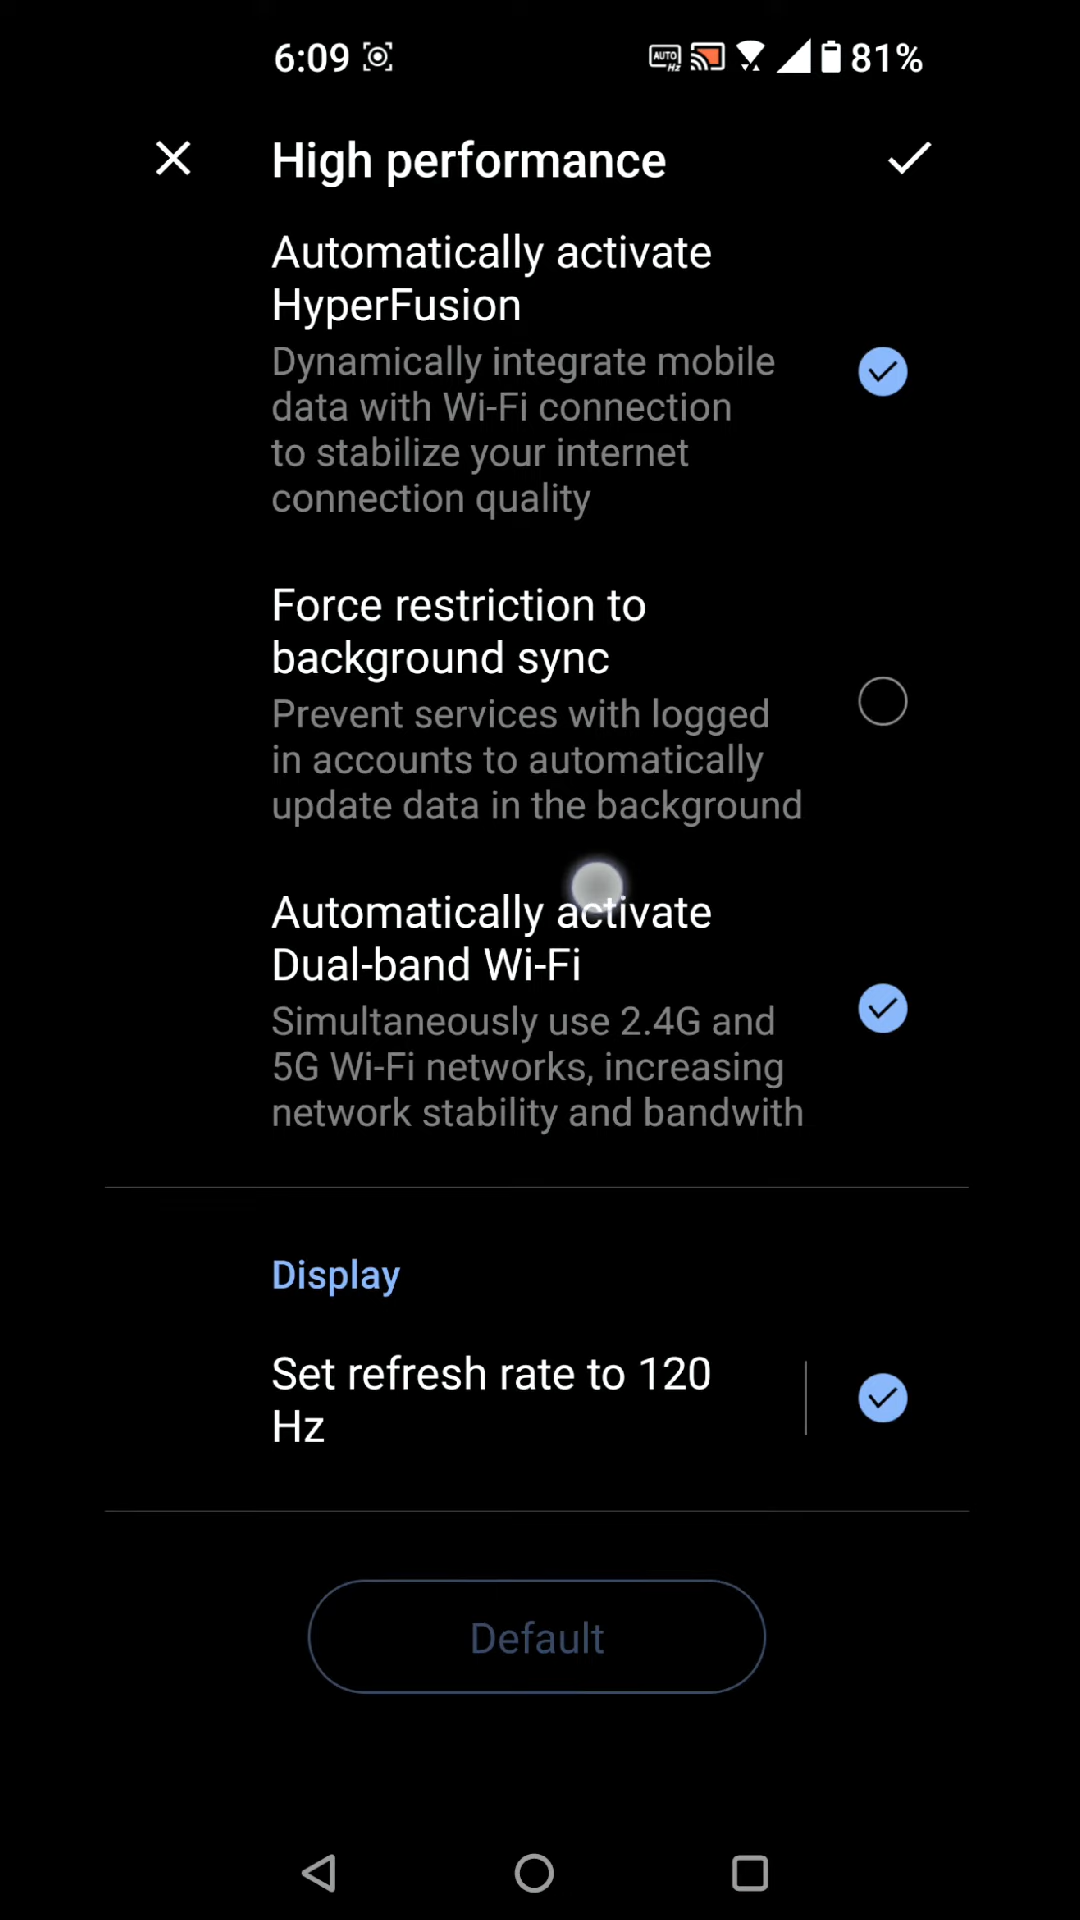 6:09 AUTO Hz 81%
High performance
Automatically activate
HyperFusion
Dynamically integrate mobile
data with Wi-Fi connection
to stabilize your internet
connection quality
Force restriction to
background sync
Prevent services with logged
in accounts to automatically
update data in the background
Automatically activate
Dual-band Wi-Fi
Simultaneously use 2.4G and
5G Wi-Fi networks, increasing
network stability and bandwith
Display
Set refresh rate to 120
Hz
Default